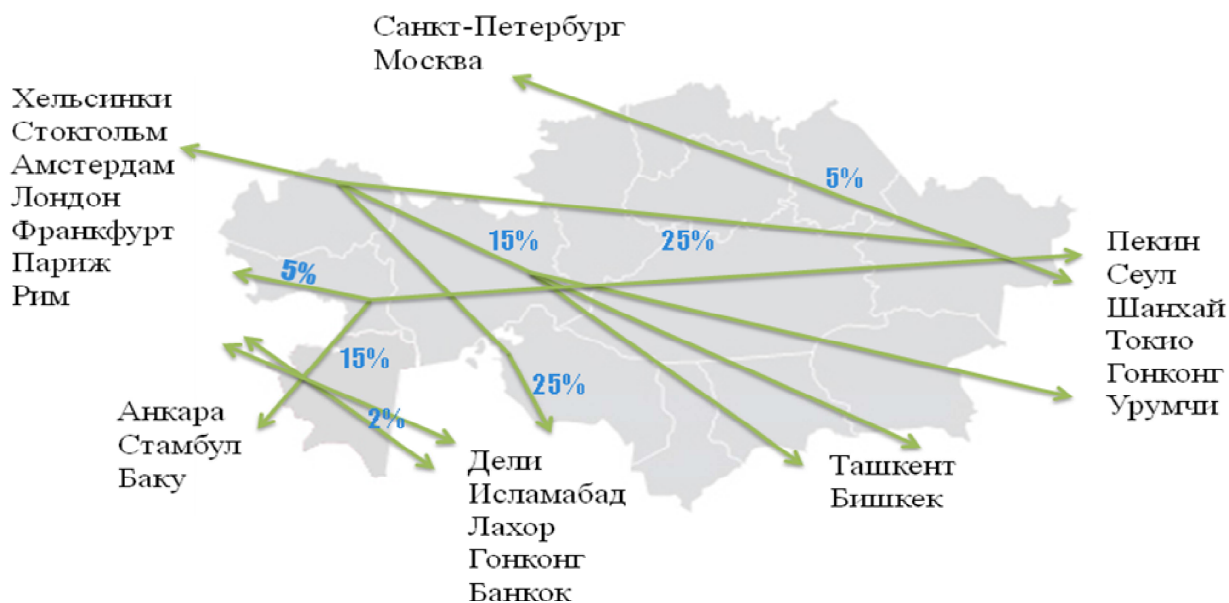 Санкт-Петербург
Москва
Хельсинки
Стокгольм
Амстердам
Лондон
Франкфурт
Париж
Рим
5%
15%
25%
5%
Пекин
Сеул
Шанхай
Токио
Гонконг
Урумчи
15%
25%
2%
Анкара
Стамбул
Баку
Дели
Исламабад
Лахор
Гонконг
Банкок
Ташкент
Бишкек